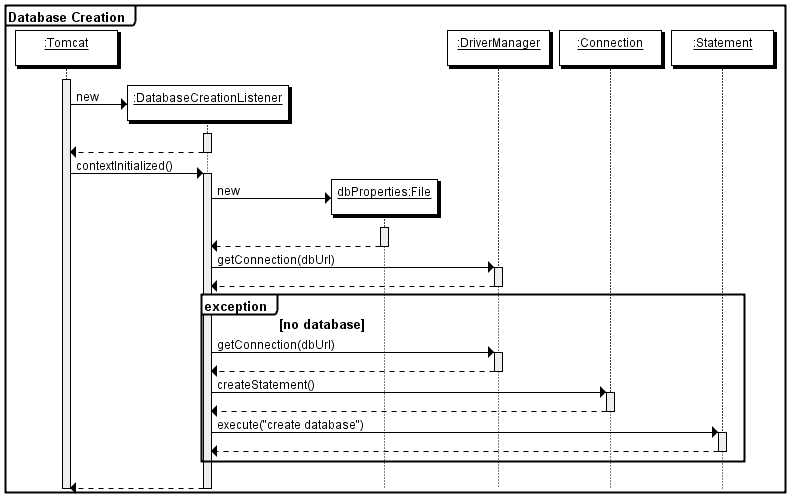 Database Creation
:Tomcat
:DriverManager
:Connection
:Statement
new
:DatabaseCreationListener
contextInitialized()
new
dbProperties:File
getConnection(dbUrl)
exception
[no database]
getConnection(dbUrl)
createStatement()
execute("create database")